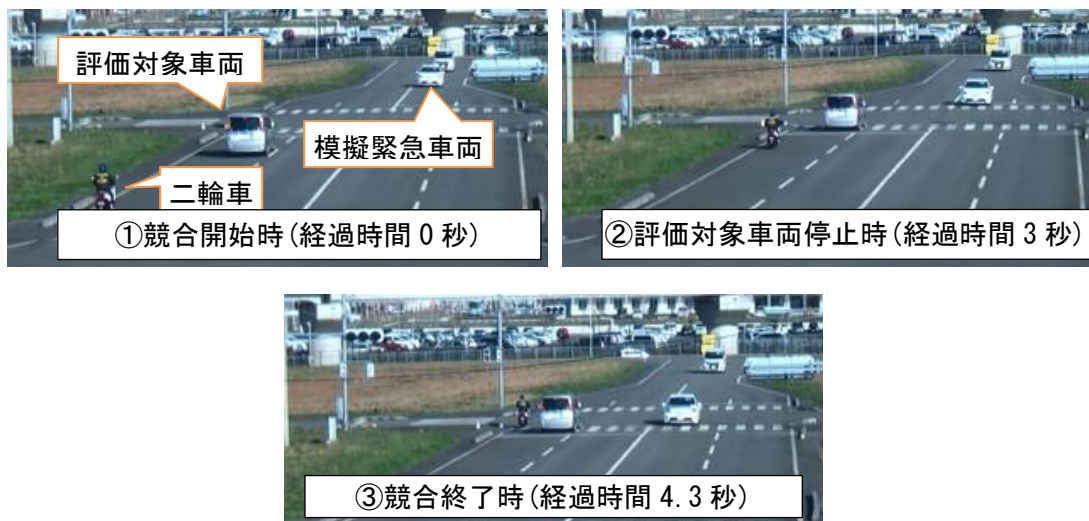 評価対象車両
模擬緊急車両
二輪車
①競合開始時(経過時間 0 秒)
②評価対象車両停止時(経過時間 3 秒)
③競合終了時(経過時間 4.3 秒)